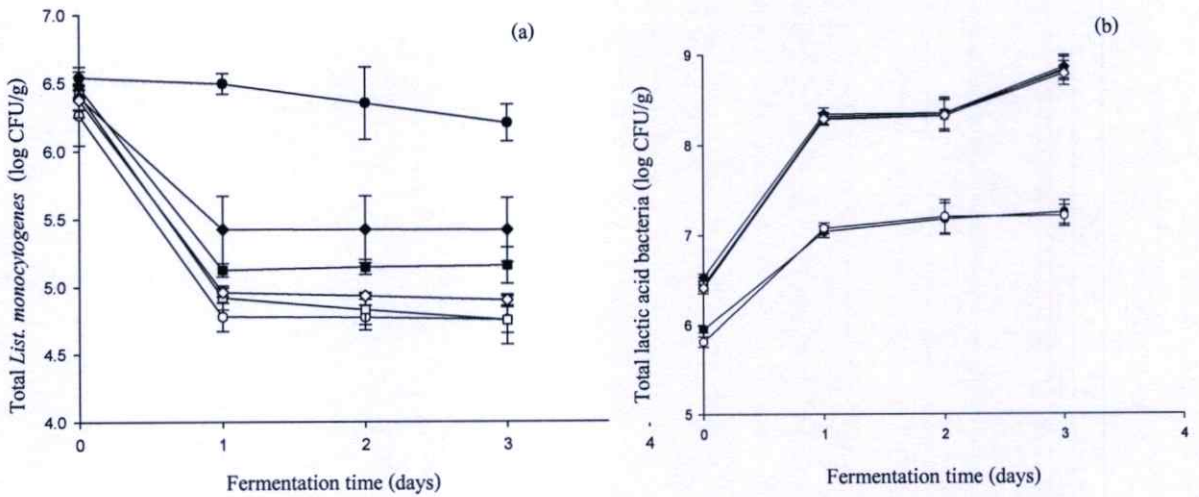 (a)
Total List. monocytogenes (log CFU/g)
7.0
6.5
6.0
5.5
5.0
4.5
4.0
0 1 2 3 4
Fermentation time (days)
(b)
Total lactic acid bacteria (log CFU/g)
9
8
7
6
5
0 1 2 3 4
Fermentation time (days)